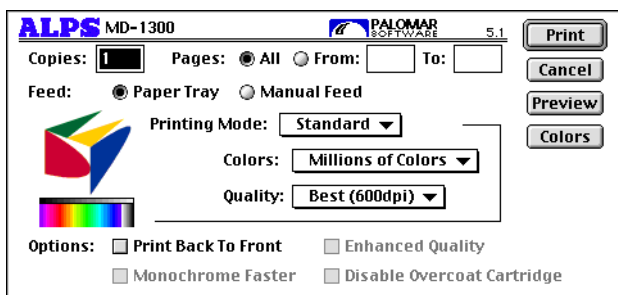 ALPS MD-1300 PALOMAR SOFTWARE 5.1
Print
Copies: 1 Pages: All From: To:
Cancel
Feed: Paper Tray Manual Feed
Preview
Printing Mode: Standard
Colors
Colors: Millions of Colors
Quality: Best (600dpi)
Options: Print Back To Front Enhanced Quality
Monochrome Faster Disable Overcoat Cartridge